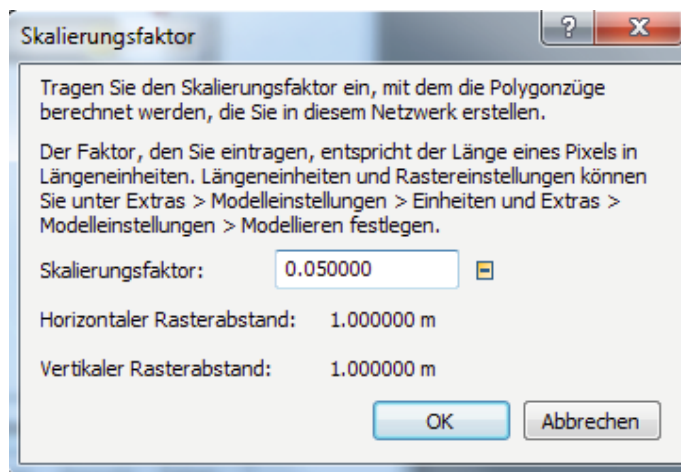 Skalierungsfaktor
Tragen Sie den Skalierungsfaktor ein, mit dem die Polygonzüge
berechnet werden, die Sie in diesem Netzwerk erstellen.
Der Faktor, den Sie eintragen, entspricht der Länge eines Pixels in
Längeneinheiten. Längeneinheiten und Rastereinstellungen können
Sie unter Extras > Modelleinstellungen > Einheiten und Extras >
Modelleinstellungen > Modellieren festlegen.
Skalierungsfaktor: 0.050000
Horizontaler Rasterabstand: 1.000000 m
Vertikaler Rasterabstand: 1.000000 m
OK Abbrechen